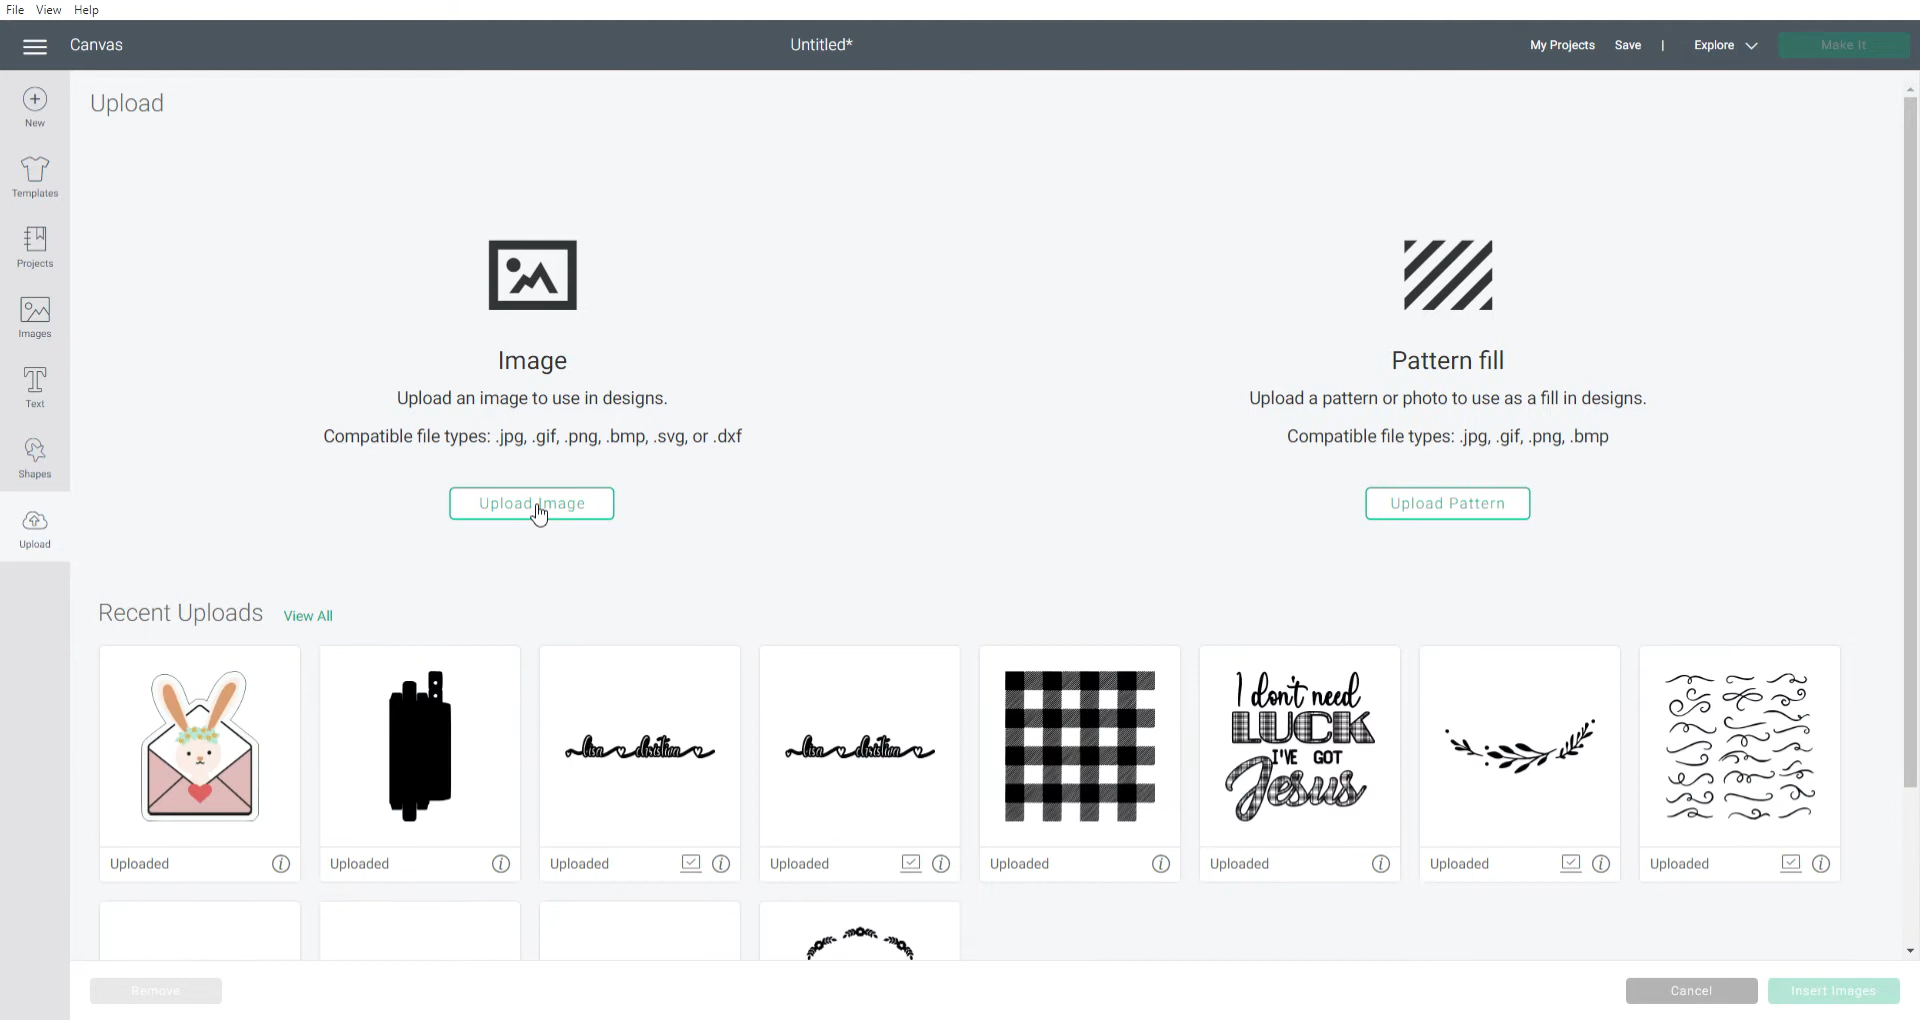 File View Help
Canvas
Untitled*
My Projects Save | Explore Make It
New
Templates
Projects
Images
Text
Shapes
Upload
Upload
Image
Upload an image to use in designs.
Compatible file types: .jpg, .gif, .png, .bmp, .svg, or .dxf
Upload Image
Pattern fill
Upload a pattern or photo to use as a fill in designs.
Compatible file types: .jpg, .gif, .png, .bmp
Upload Pattern
Recent Uploads View All
lisa christina
lisa christina
I don't need
LUCK
I'VE GOT
Jesus
Uploaded
Uploaded
Uploaded
Uploaded
Uploaded
Uploaded
Uploaded
Uploaded
Remove
Cancel
Insert Images